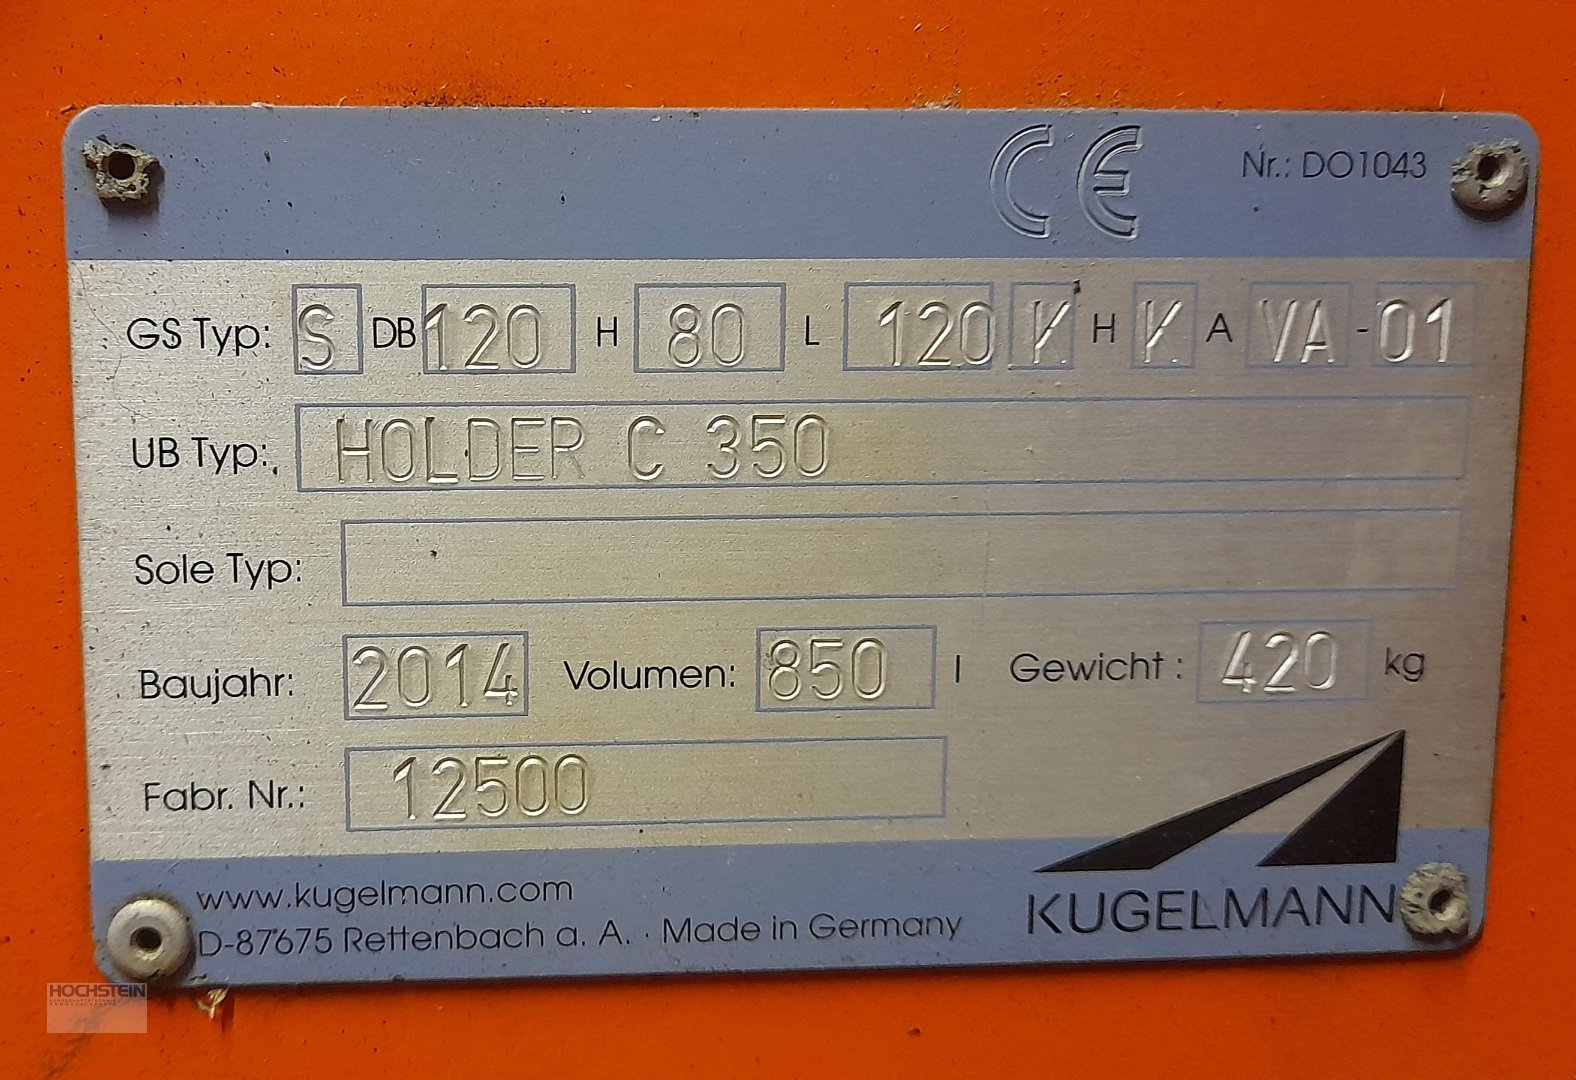 CE Nr.: DO1043
GS Typ: S DB 120 H 80 L 120 K H K A VA - 01
UB Typ: HOLDER C 350
Sole Typ:
Baujahr: 2014 Volumen: 850 l Gewicht : 420 kg
Fabr. Nr.: 12500
www.kugelmann.com
D-87675 Rettenbach a. A. · Made in Germany
KUGELMANN
HOCHSTEIN